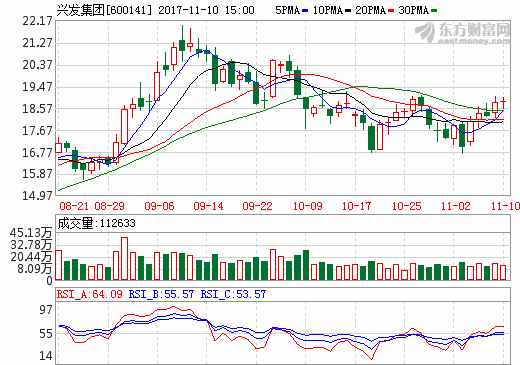 兴发集团[600141] 2017-11-10 15:00 5PMA 10PMA 20PMA 30PMA
东方财富网
eastmoney.com
22.17
21.27
20.37
19.47
18.57
17.67
16.77
15.87
14.97
08-21 08-29 09-06 09-14 09-22 10-09 10-17 10-25 11-02 11-10
成交量:112633
45.13万
32.78万
20.44万
8.09万
0
RSI_A:64.09 RSI_B:55.57 RSI_C:53.57
97
55
14